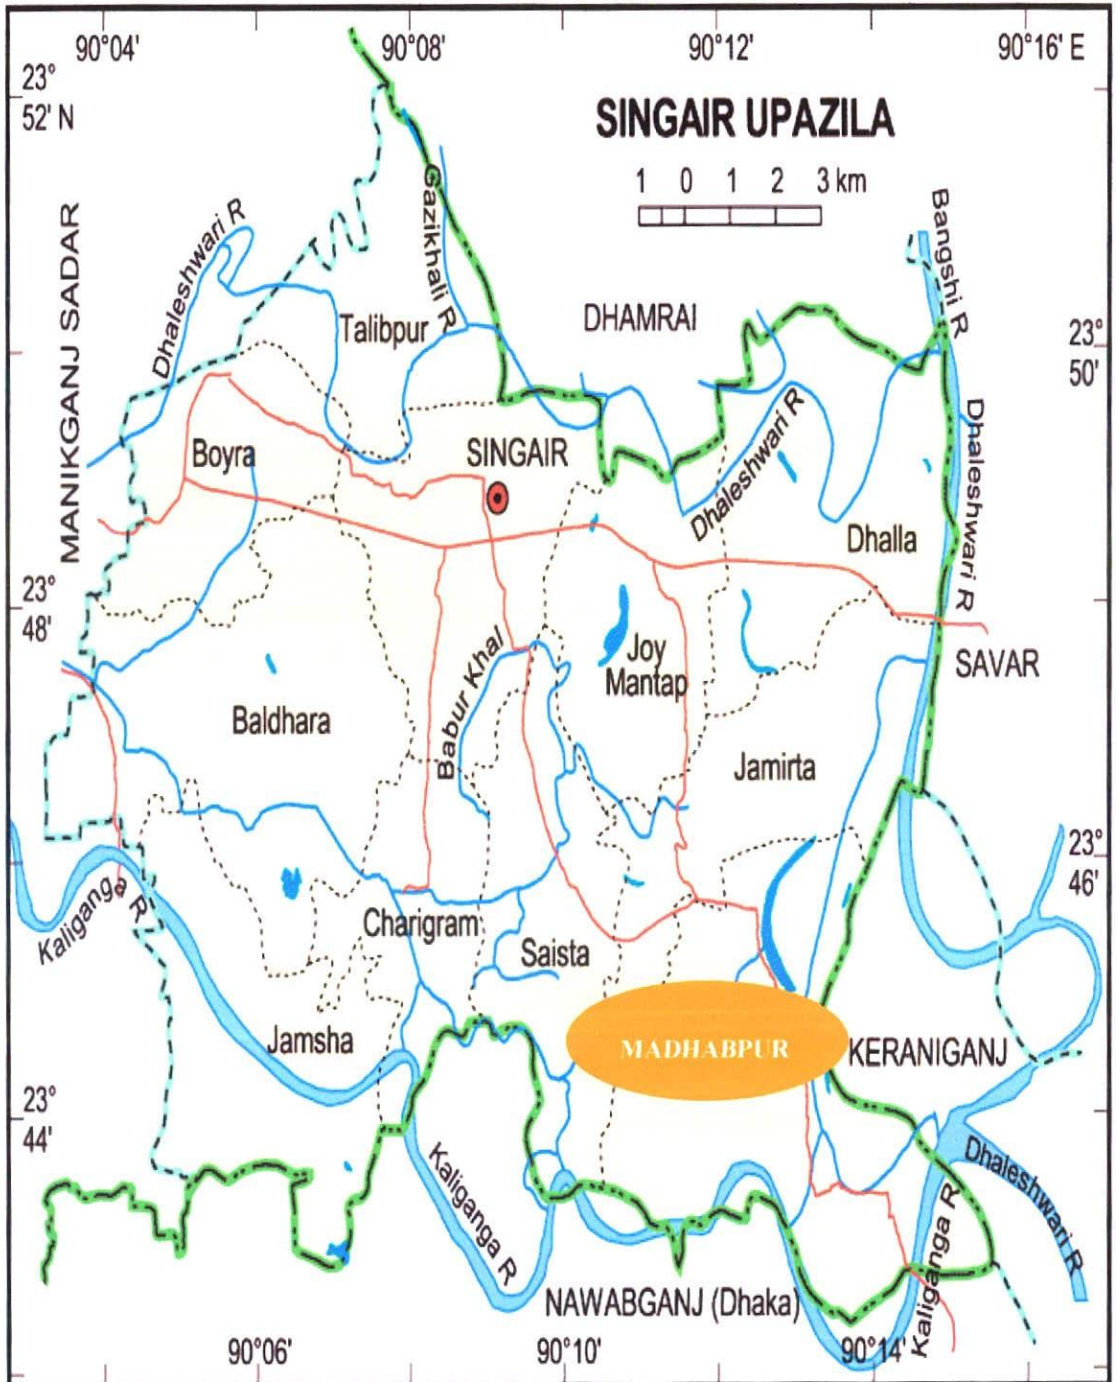 90°04'
90°08'
90°12'
90°16' E
23°
52' N
SINGAIR UPAZILA
1 0 1 2 3 km
MANIKGANJ SADAR
Dhaleshwari R
Gazikhali R
Bangshi R
Talibpur
DHAMRAI
23°
50'
Boyra
SINGAIR
Dhaleshwari R
Dhaleshwari R
Dhalla
23°
48'
Babur Khal
Joy
Mantap
SAVAR
Baldhara
Jamirta
23°
46'
Kaliganga R
Charigram
Saista
Jamsha
MADHABPUR
KERANIGANJ
23°
44'
Kaliganga R
Dhaleshwari R
Kaliganga R
NAWABGANJ (Dhaka)
90°06'
90°10'
90°14'